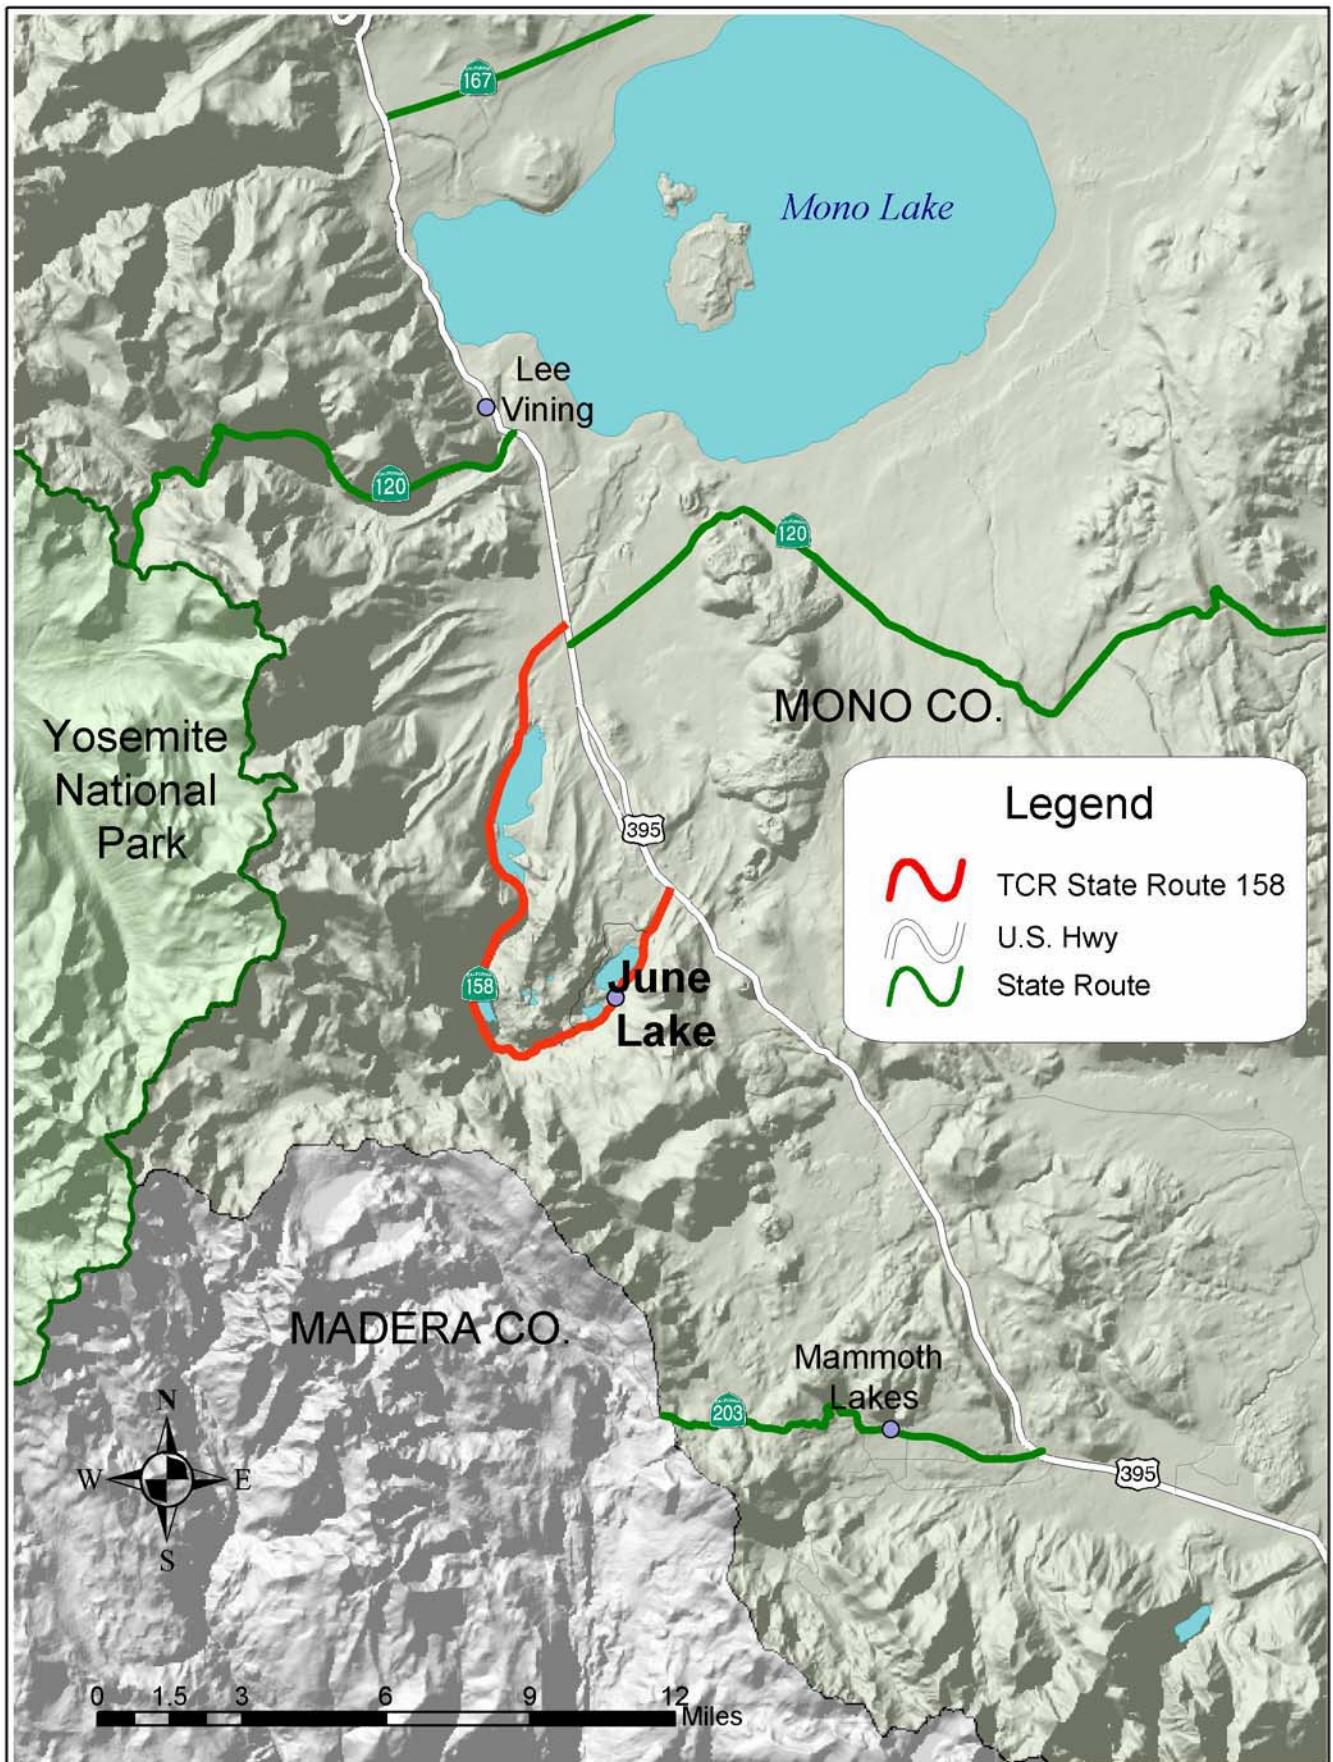 167
Mono Lake
Lee
Vining
120
120
MONO CO.
Yosemite
National
Park
395
Legend
TCR State Route 158
U.S. Hwy
State Route
158
June
Lake
MADERA CO.
Mammoth
Lakes
203
395
N
W E
S
0 1.5 3 6 9 12
Miles